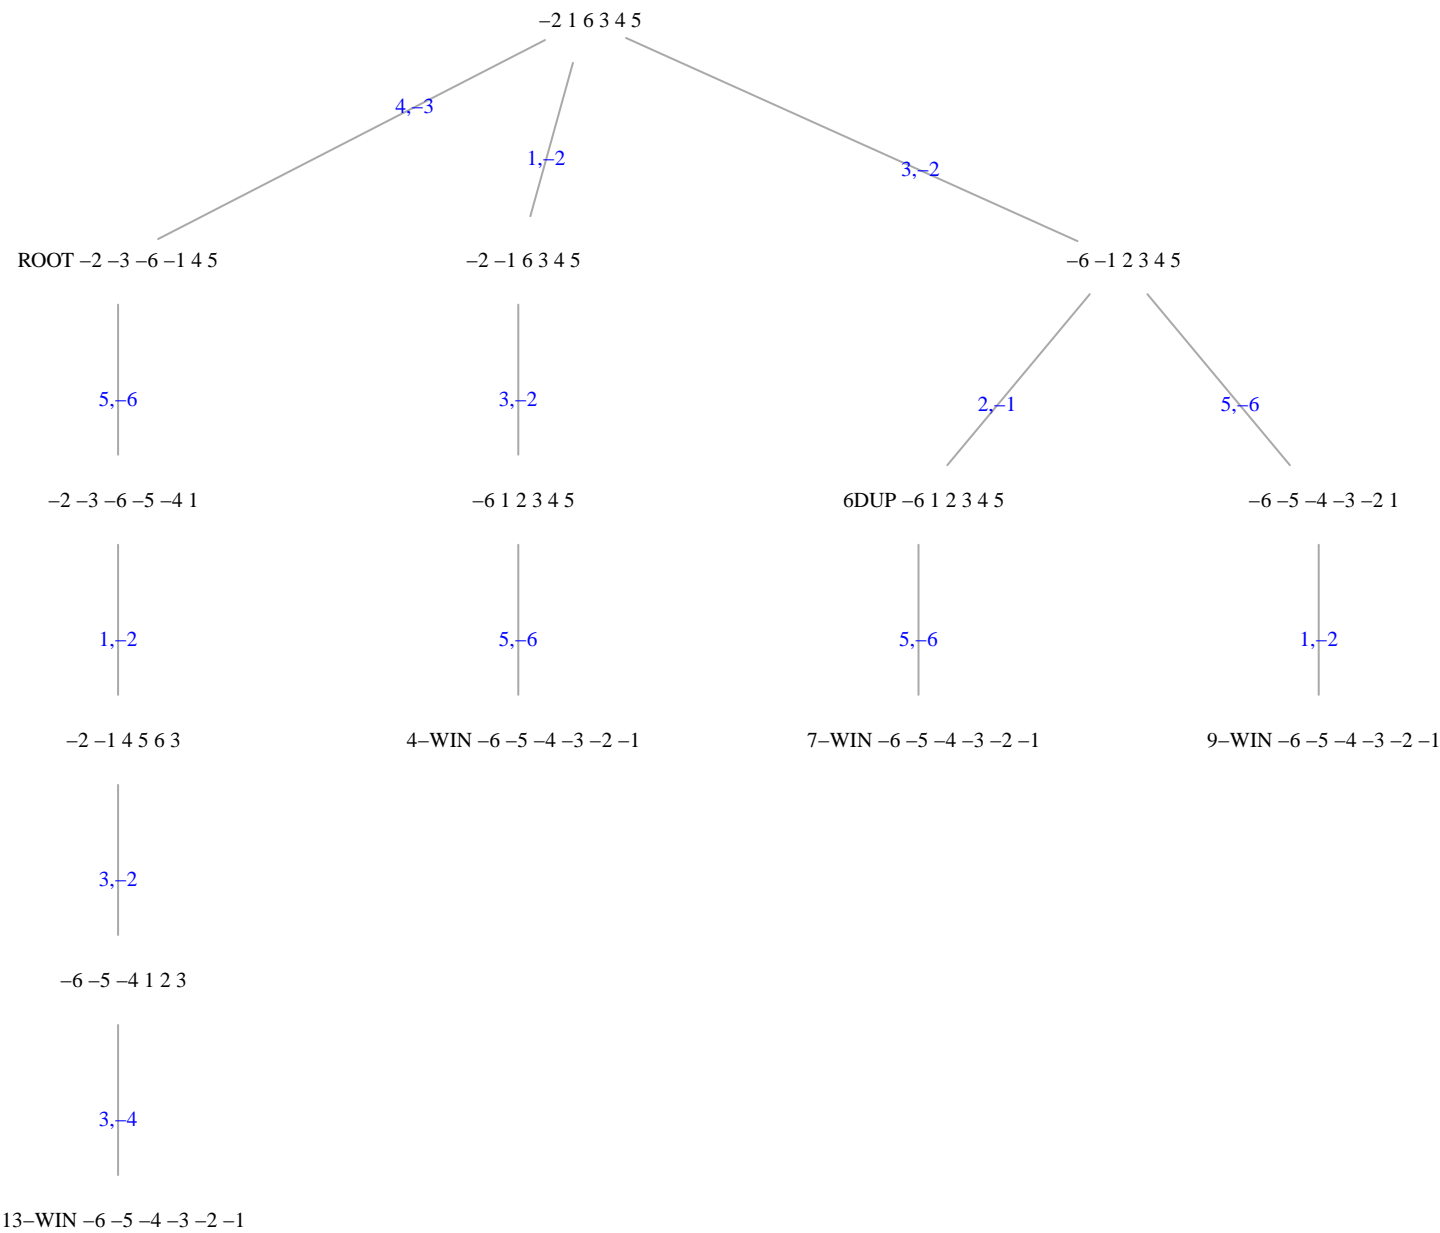 −2 1 6 3 4 5
4,−3
1,−2
3,−2
ROOT −2 −3 −6 −1 4 5
−2 −1 6 3 4 5
−6 −1 2 3 4 5
5,−6
3,−2
2,−1
5,−6
−2 −3 −6 −5 −4 1
−6 1 2 3 4 5
6DUP −6 1 2 3 4 5
−6 −5 −4 −3 −2 1
1,−2
5,−6
5,−6
1,−2
−2 −1 4 5 6 3
4−WIN −6 −5 −4 −3 −2 −1
7−WIN −6 −5 −4 −3 −2 −1
9−WIN −6 −5 −4 −3 −2 −1
3,−2
−6 −5 −4 1 2 3
3,−4
13−WIN −6 −5 −4 −3 −2 −1